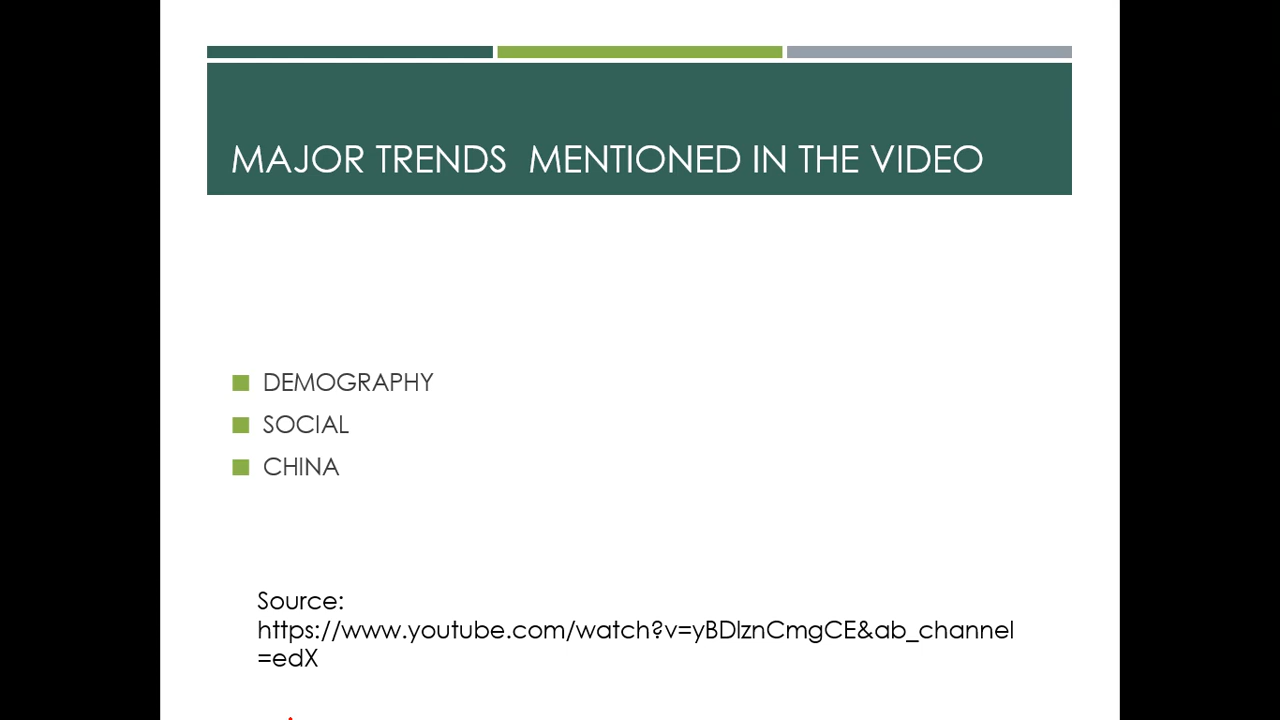 MAJOR TRENDS  MENTIONED IN THE VIDEO
DEMOGRAPHY
SOCIAL
CHINA
Source:
https://www.youtube.com/watch?v=yBDlznCmgCE&ab_channel
=edX